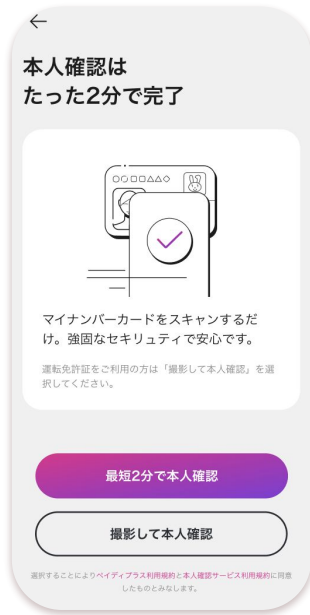 本人確認は
たった2分で完了
マイナンバーカードをスキャンするだ
け。強固なセキリュティで安心です。
運転免許証をご利用の方は「撮影して本人確認」を選
択してください。
最短2分で本人確認
撮影して本人確認
選択することによりペイディプラス利用規約と本人確認サービス利用規約に同意
したものとみなします。